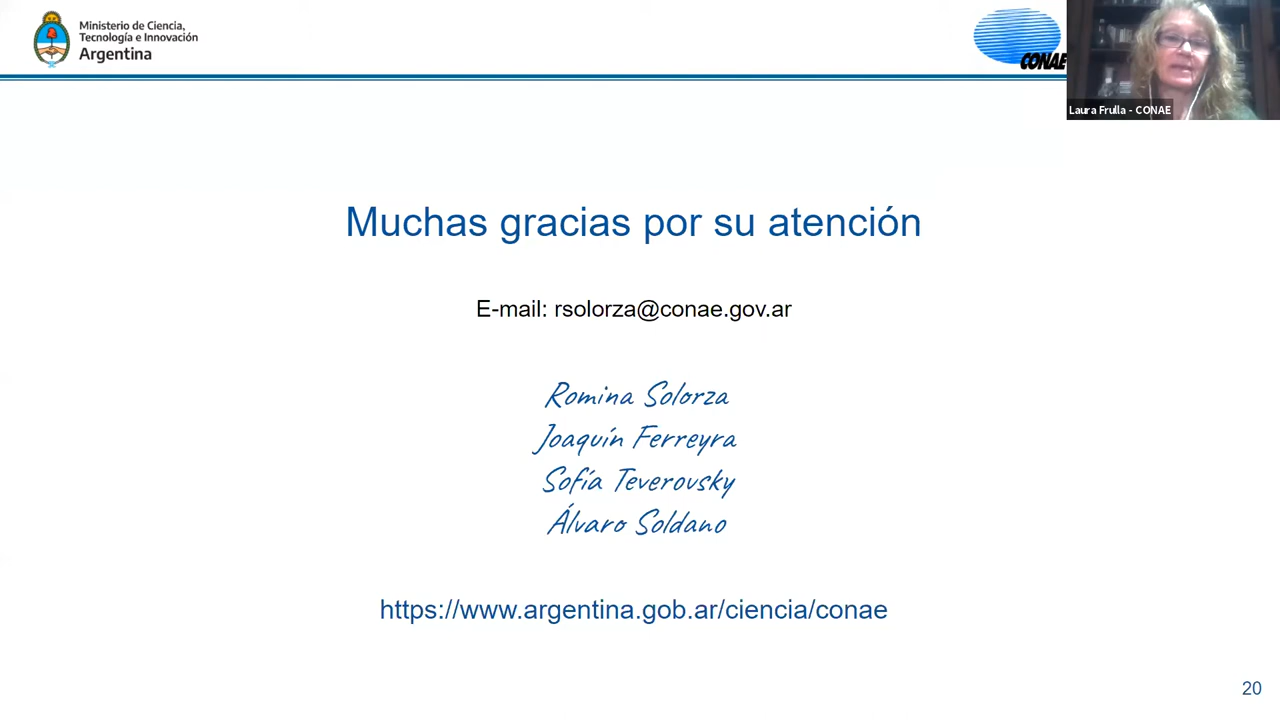 Ministerio de Ciencia,
Tecnología e Innovación
Argentina
CONAE
Laura Frulla - CONAE
Muchas gracias por su atención
E-mail: rsolorza@conae.gov.ar
Romina Solorza
Joaquín Ferreyra
Sofía Teverovsky
Álvaro Soldano
https://www.argentina.gob.ar/ciencia/conae
20